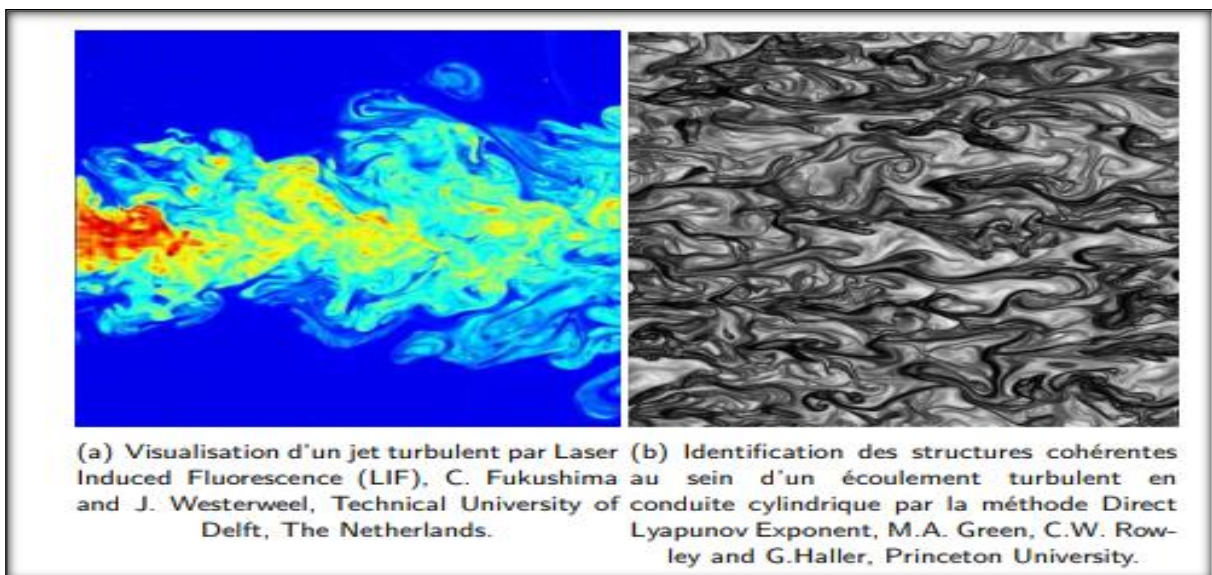 (a) Visualisation d'un jet turbulent par Laser
Induced Fluorescence (LIF), C. Fukushima
and J. Westerweel, Technical University of
Delft, The Netherlands.
(b) Identification des structures cohérentes
au sein d'un écoulement turbulent en
conduite cylindrique par la méthode Direct
Lyapunov Exponent, M.A. Green, C.W. Row-
ley and G.Haller, Princeton University.